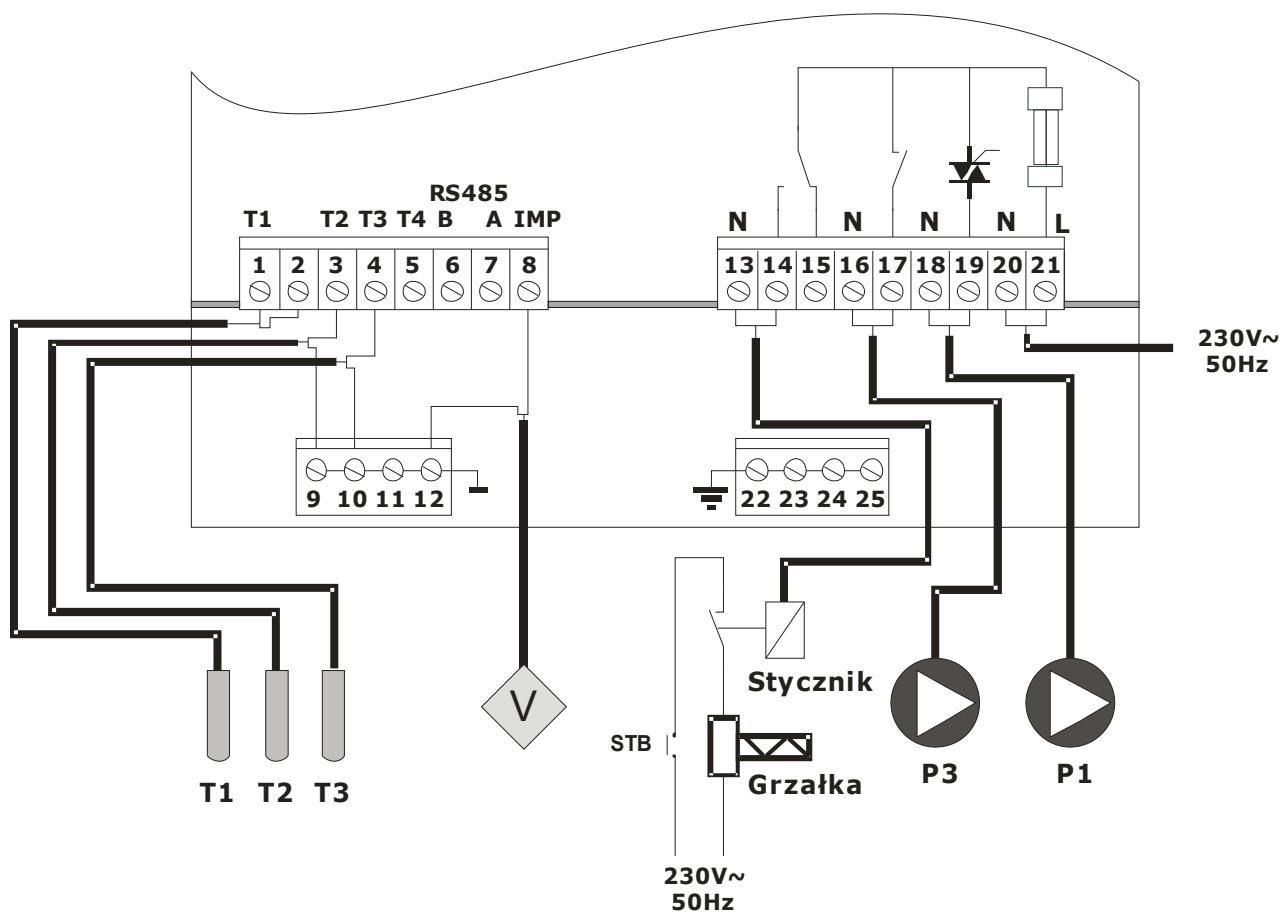 RS485
T1 T2 T3 T4 B A IMP
N N N N L
1 2 3 4 5 6 7 8
13 14 15 16 17 18 19 20 21
230V~
50Hz
9 10 11 12
22 23 24 25
Stycznik
V
STB
Grzałka
P3
P1
T1 T2 T3
230V~
50Hz